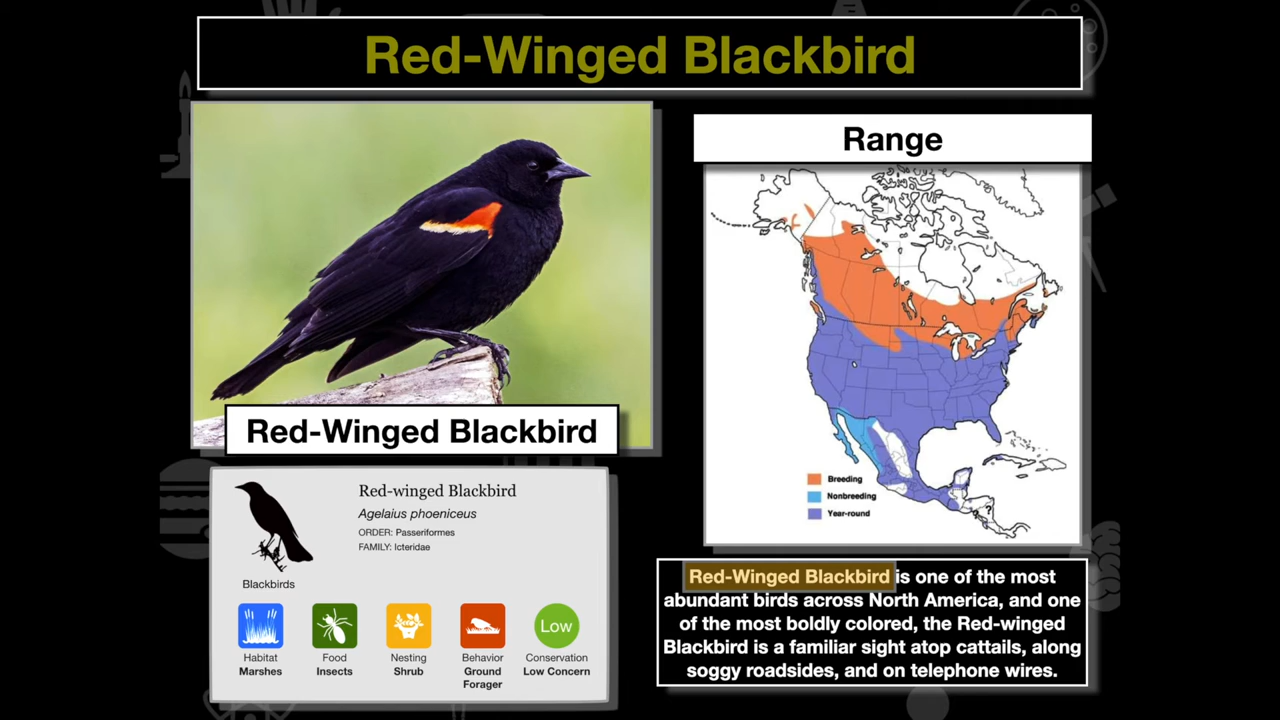 Red-Winged Blackbird
Range
Red-Winged Blackbird
Breeding
Nonbreeding
Year-round
?
?
Red-winged Blackbird
Agelaius phoeniceus
ORDER: Passeriformes
FAMILY: Icteridae
Blackbirds
Low
Habitat
Marshes
Food
Insects
Nesting
Shrub
Behavior
Ground
Forager
Conservation
Low Concern
Red-Winged Blackbird is one of the most
abundant birds across North America, and one
of the most boldly colored, the Red-winged
Blackbird is a familiar sight atop cattails, along
soggy roadsides, and on telephone wires.